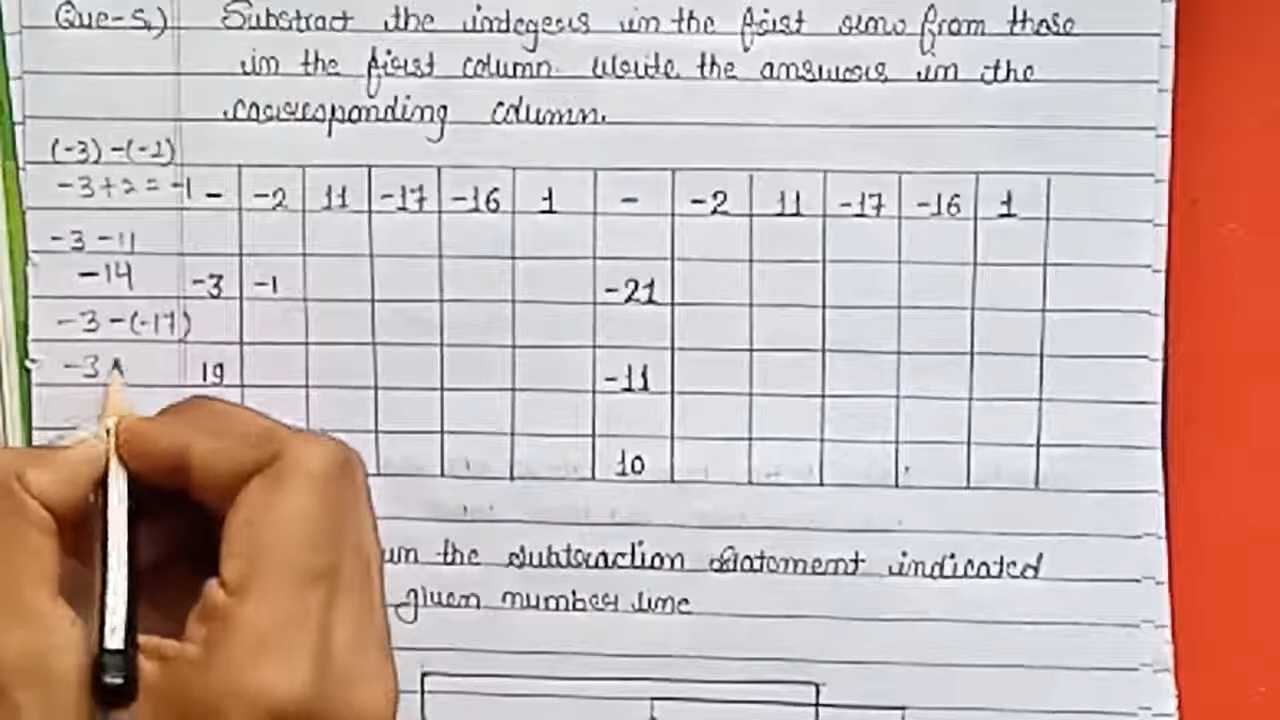 Que-5,) Substract the integers in the first row from those
in the first column. Write the answers in the
corresponding column.
(-3) -(-2)
-3+2 = -1
- -2 11 -17 -16 1 - -2 11 -17 -16 1
-3 -11
-14
-3 -1 -21
-3 -(-17)
-3
19 -11
10
in the subtraction statement indicated
given number line